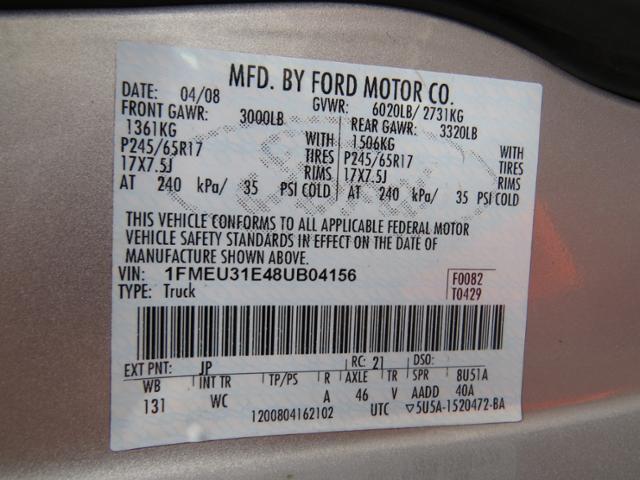 MFD. BY FORD MOTOR CO.
DATE: 04/08 GVWR: 6020LB/ 2731KG
FRONT GAWR: 3000LB REAR GAWR: 3320LB
1361KG WITH 1506KG WITH
P245/65R17 TIRES P245/65R17 TIRES
17X7.5J RIMS 17X7.5J RIMS
AT 240 kPa/ 35 PSI COLD AT 240 kPa/ 35 PSI COLD
THIS VEHICLE CONFORMS TO ALL APPLICABLE FEDERAL MOTOR
VEHICLE SAFETY STANDARDS IN EFFECT ON THE DATE OF
MANUFACTURE SHOWN ABOVE.
VIN: 1FMEU31E48UB04156 F0082
TYPE: Truck T0429
EXT PNT: JP RC: 21 DSO:
WB INT TR TP/PS R AXLE TR SPR 8U51A
131 WC A 46 V AADD 40A
1200804162102 UTC ▽5U5A-1520472-BA